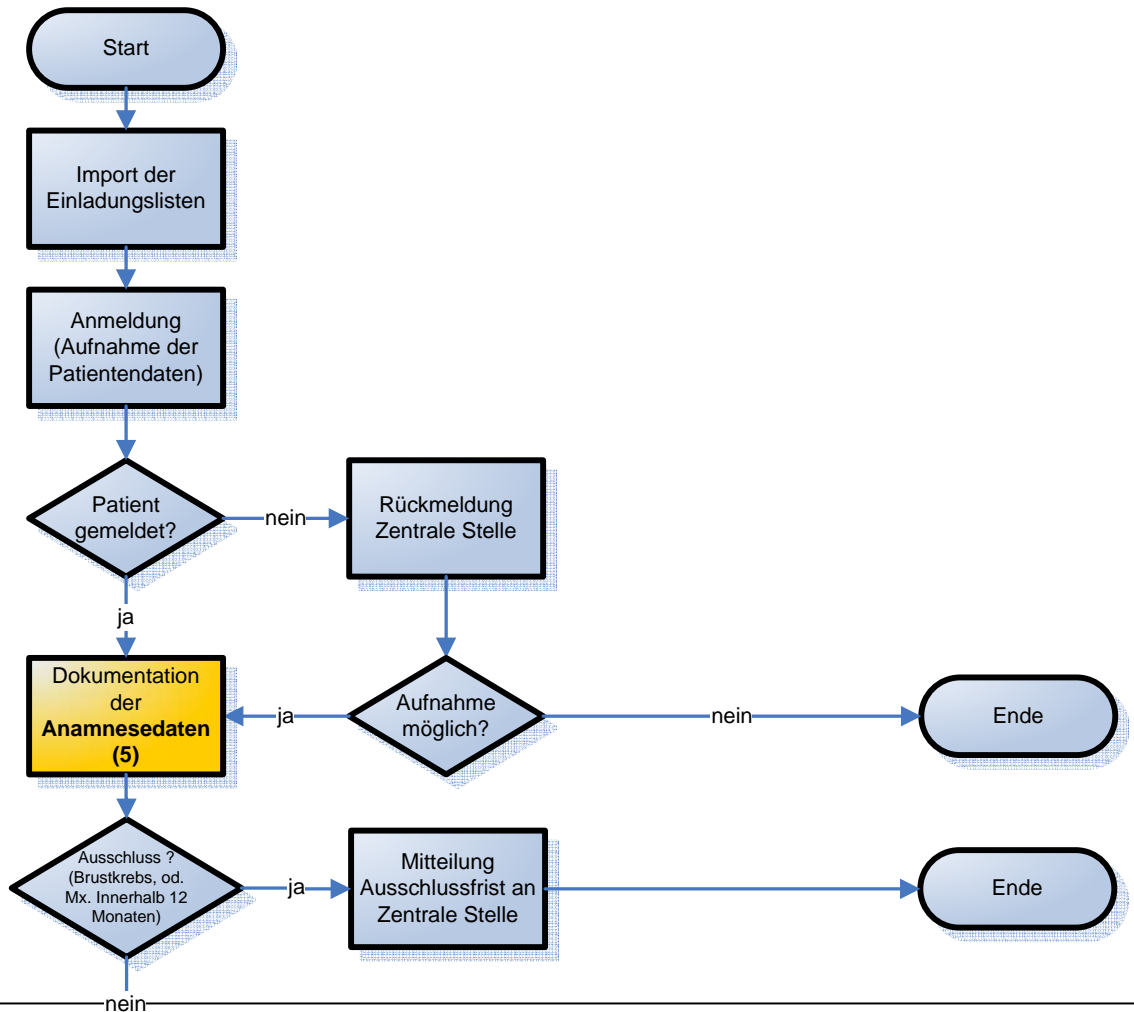 Start
Import der
Einladungslisten
Anmeldung
(Aufnahme der
Patientendaten)
Patient
gemeldet?
nein
Rückmeldung
Zentrale Stelle
ja
Dokumentation
der
Anamnesedaten
(5)
ja
Aufnahme
möglich?
nein
Ende
Ausschluss ?
(Brustkrebs, od.
Mx. Innerhalb 12
Monaten)
ja
Mitteilung
Ausschlussfrist an
Zentrale Stelle
Ende
nein